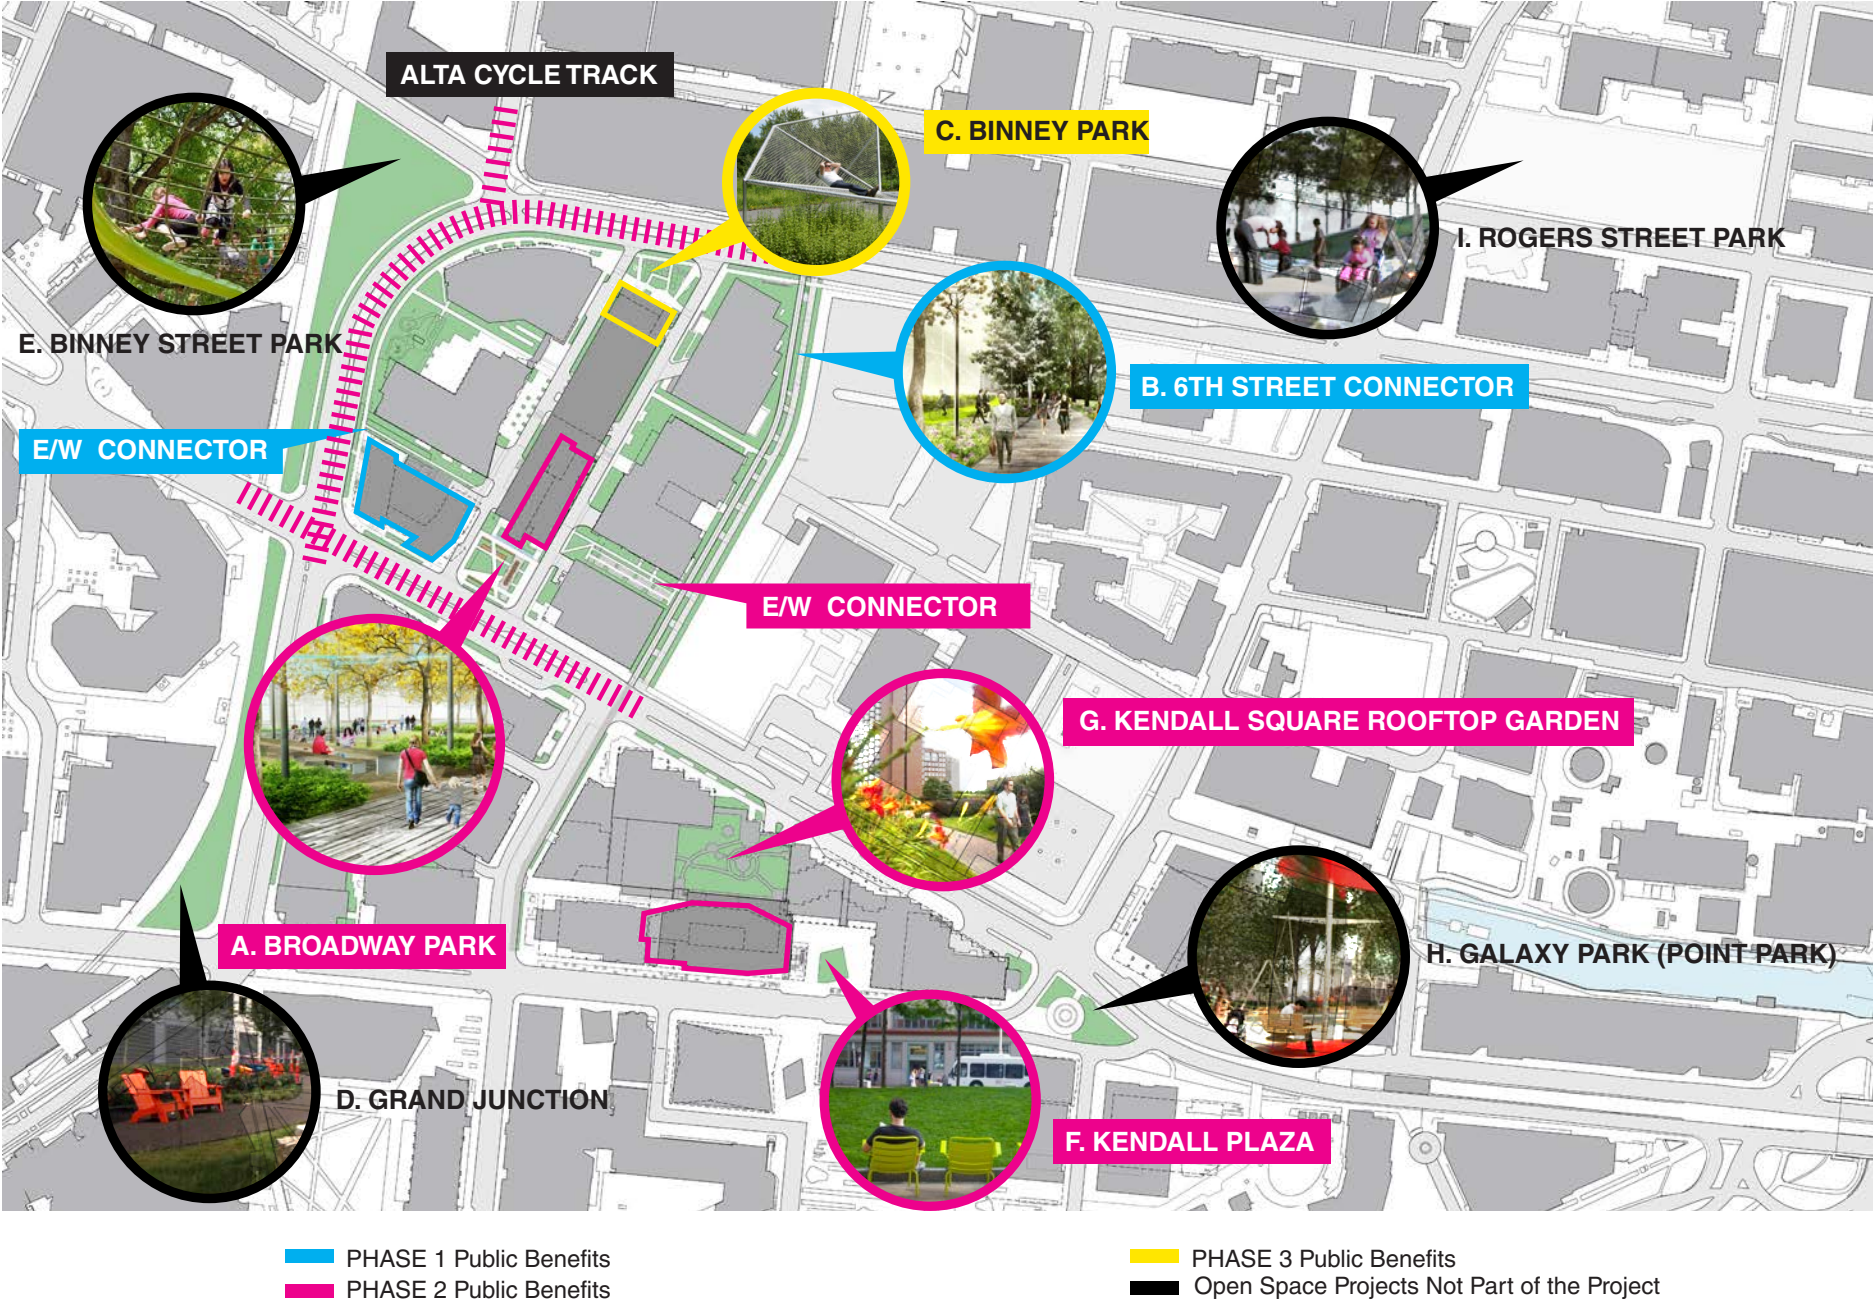 ALTA CYCLE TRACK
C. BINNEY PARK
I. ROGERS STREET PARK
E. BINNEY STREET PARK
B. 6TH STREET CONNECTOR
E/W CONNECTOR
E/W CONNECTOR
G. KENDALL SQUARE ROOFTOP GARDEN
A. BROADWAY PARK
H. GALAXY PARK (POINT PARK)
D. GRAND JUNCTION
F. KENDALL PLAZA
PHASE 1 Public Benefits
PHASE 2 Public Benefits
PHASE 3 Public Benefits
Open Space Projects Not Part of the Project